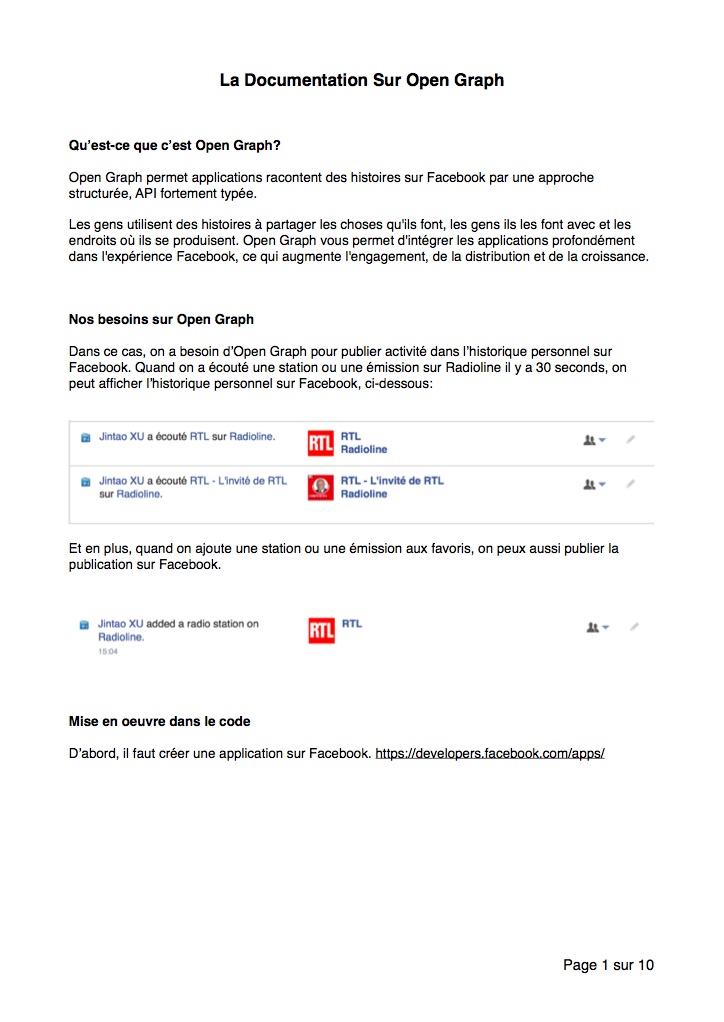 La Documentation Sur Open Graph
Qu'est-ce que c'est Open Graph?
Open Graph permet applications racontent des histoires sur Facebook par une approche
structurée, API fortement typée.
Les gens utilisent des histoires à partager les choses qu'ils font, les gens ils les font avec et les
endroits où ils se produisent. Open Graph vous permet d'intégrer les applications profondément
dans l'expérience Facebook, ce qui augmente l'engagement, de la distribution et de la croissance.
Nos besoins sur Open Graph
Dans ce cas, on a besoin d'Open Graph pour publier activité dans l'historique personnel sur
Facebook. Quand on a écouté une station ou une émission sur Radioline il y a 30 seconds, on
peut afficher l'historique personnel sur Facebook, ci-dessous:
Jintao XU a écouté RTL sur Radioline.
RTL
RTL
Radioline
Jintao XU a écouté RTL - L'invité de RTL
sur Radioline.
RTL - L'invité de RTL
Radioline
Et en plus, quand on ajoute une station ou une émission aux favoris, on peux aussi publier la
publication sur Facebook.
Jintao XU added a radio station on
Radioline.
15:04
RTL
RTL
Mise en oeuvre dans le code
D'abord, il faut créer une application sur Facebook. https://developers.facebook.com/apps/
Page 1 sur 10